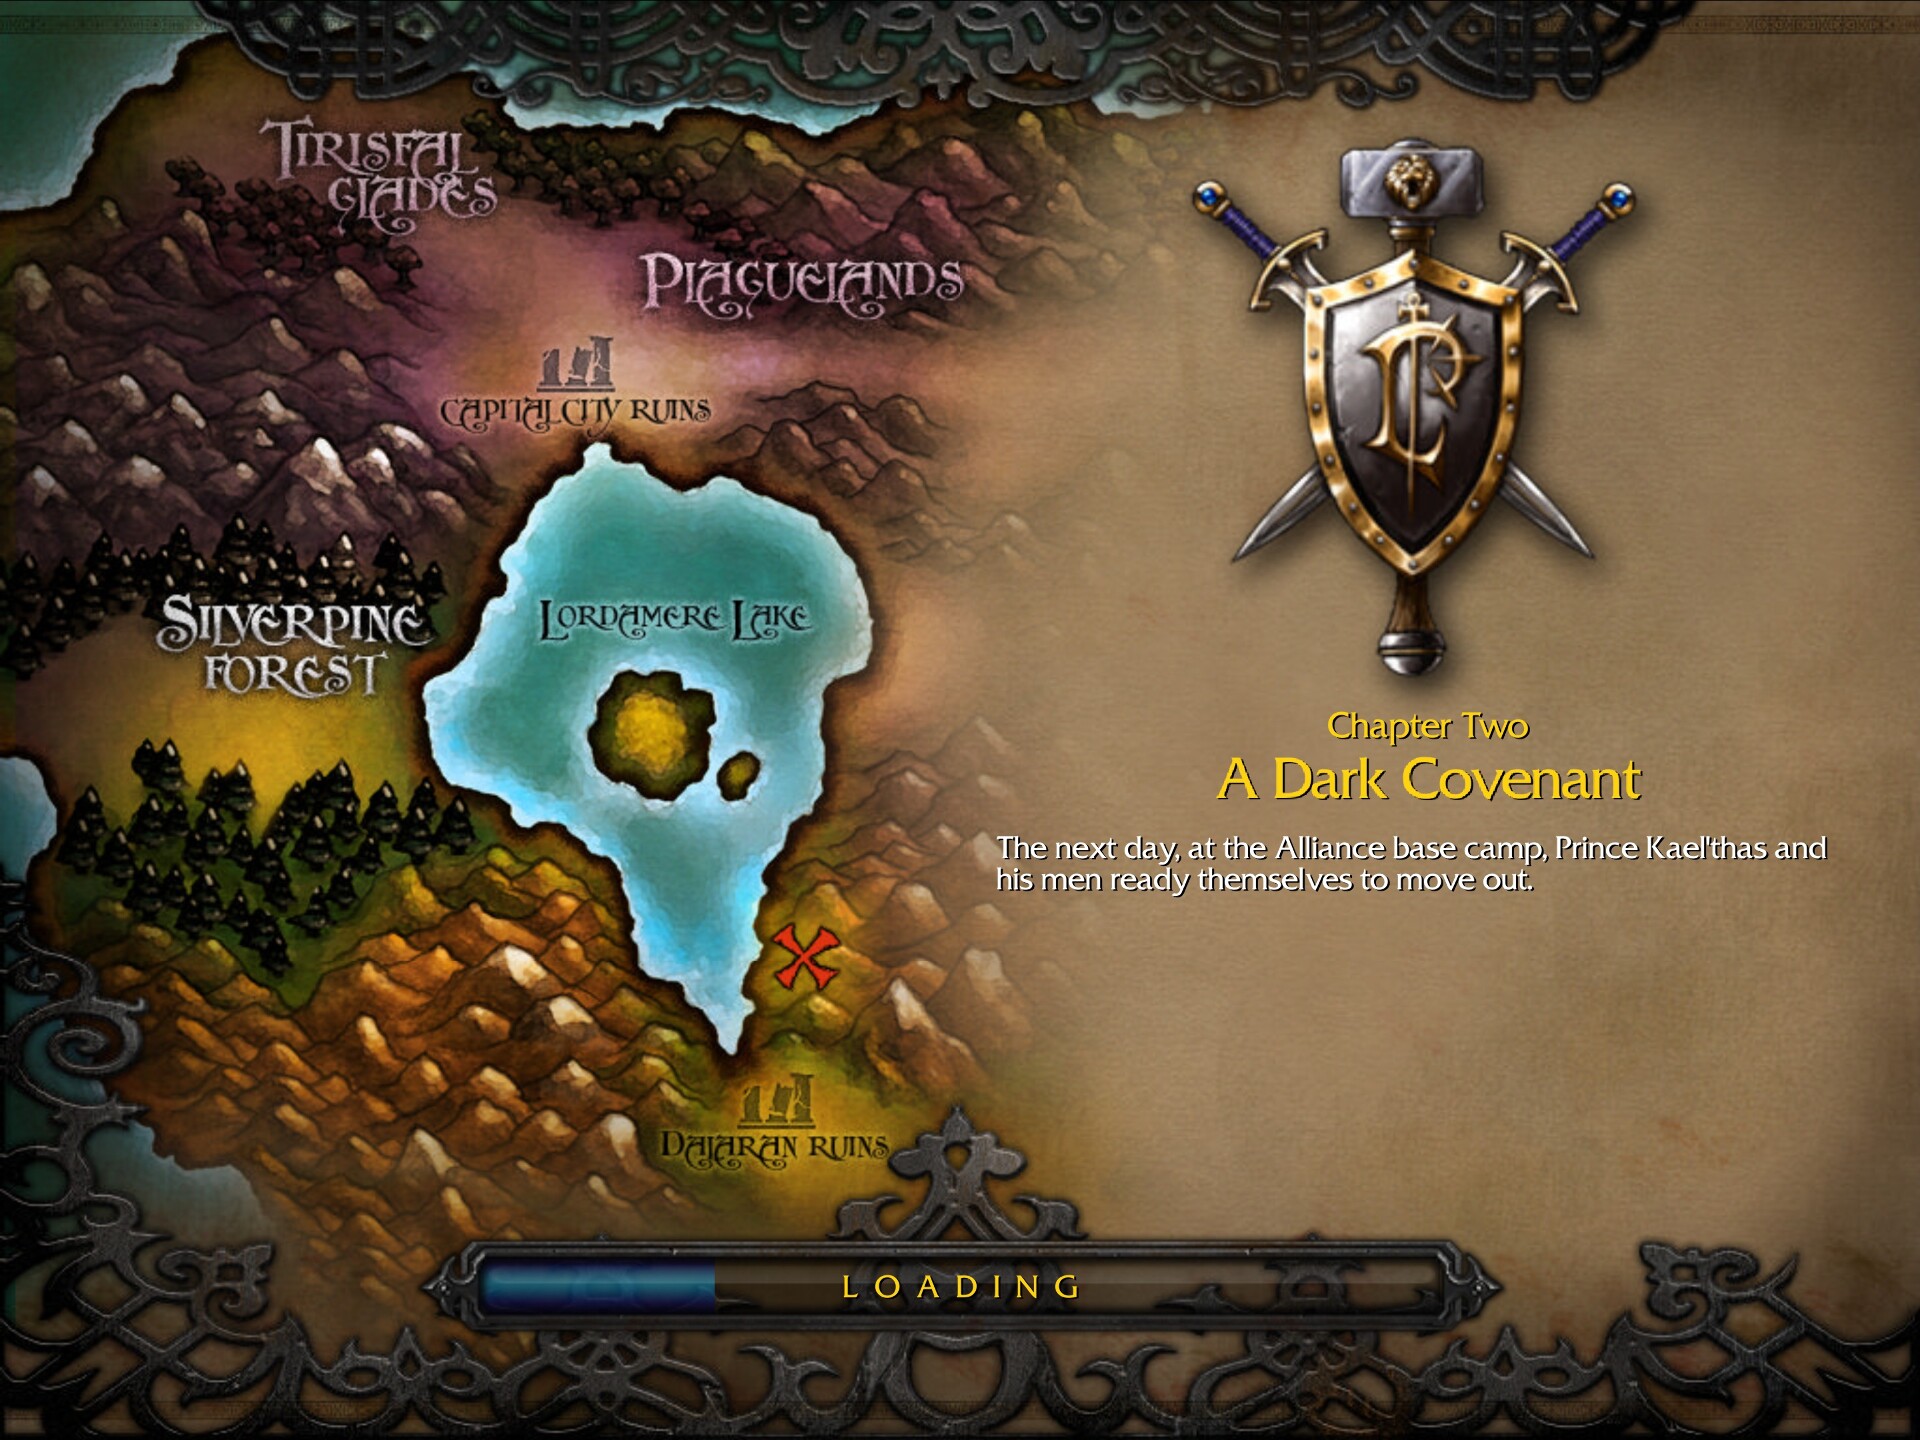 TIRISFAL
GLADES
PLAGUELANDS
CAPITAL CITY RUINS
LORDAMERE LAKE
SILVERPINE
FOREST
DALARAN RUINS
Chapter Two
A Dark Covenant
The next day, at the Alliance base camp, Prince Kael'thas and
his men ready themselves to move out.
LOADING